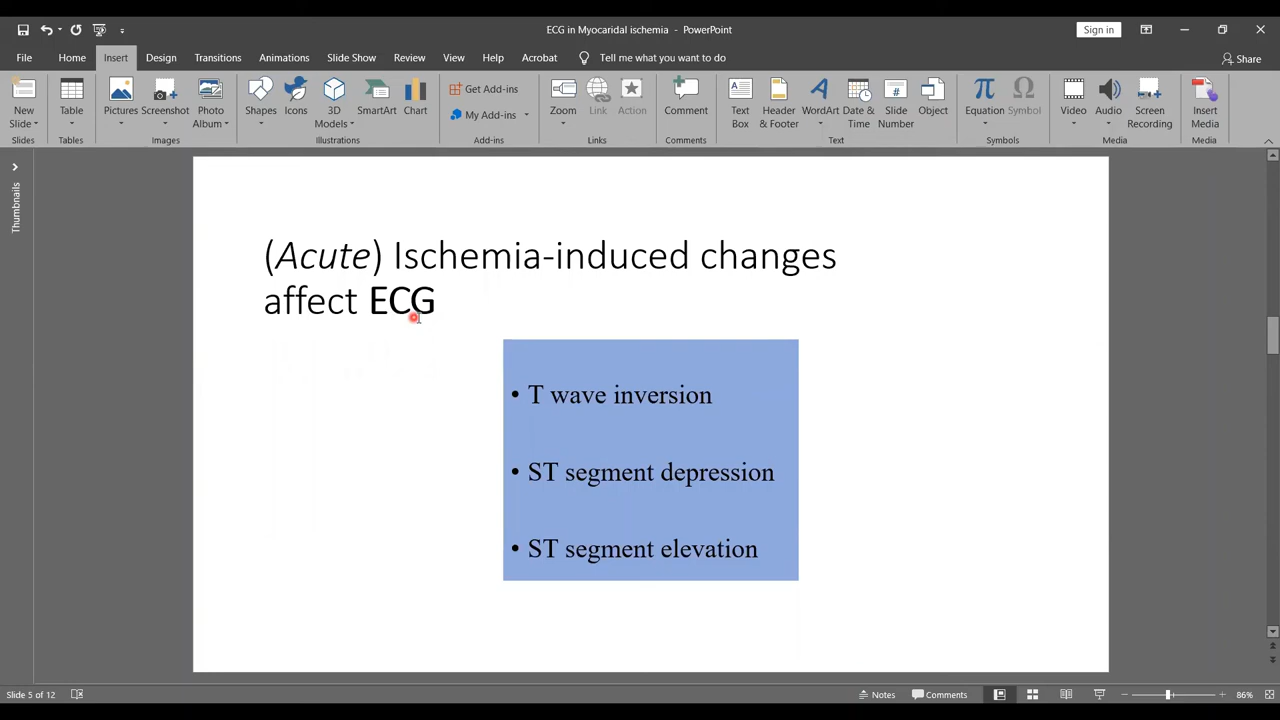 ECG in Myocaridal ischemia - PowerPoint
Sign in
File Home Insert Design Transitions Animations Slide Show Review View Help Acrobat Tell me what you want to do Share
New Slide
Table
Pictures
Screenshot
Photo Album
Shapes
Icons
3D Models
SmartArt
Chart
Get Add-ins
My Add-ins
Zoom
Link
Action
Comment
Text Box
Header & Footer
WordArt
Date & Time
Slide Number
Object
Equation
Symbol
Video
Audio
Screen Recording
Insert Media
Slides Tables Images Illustrations Add-ins Links Comments Text Symbols Media Media
Thumbnails
(Acute) Ischemia-induced changes
affect ECG
• T wave inversion
• ST segment depression
• ST segment elevation
Slide 5 of 12 Notes Comments 86%